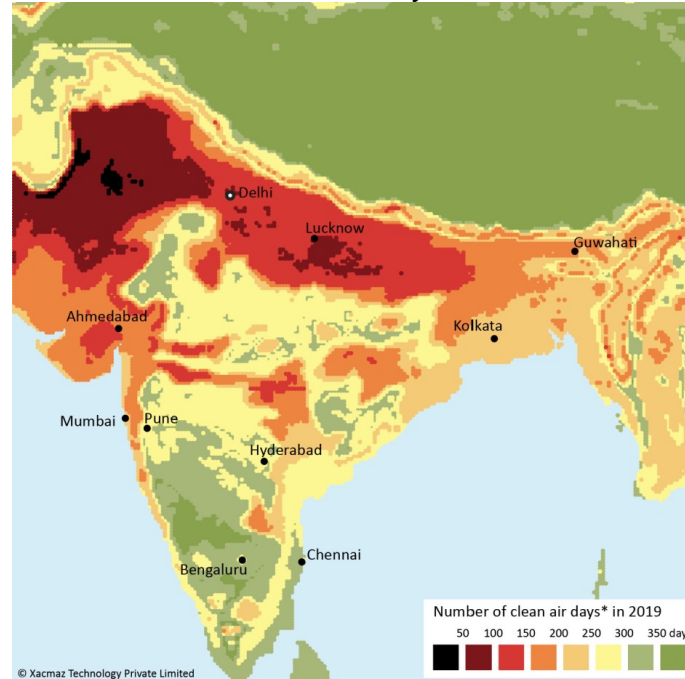 Delhi
Lucknow
Guwahati
Ahmedabad
Kolkata
Mumbai
Pune
Hyderabad
Chennai
Bengaluru
Number of clean air days* in 2019
50 100 150 200 250 300 350 day
© Xacmaz Technology Private Limited